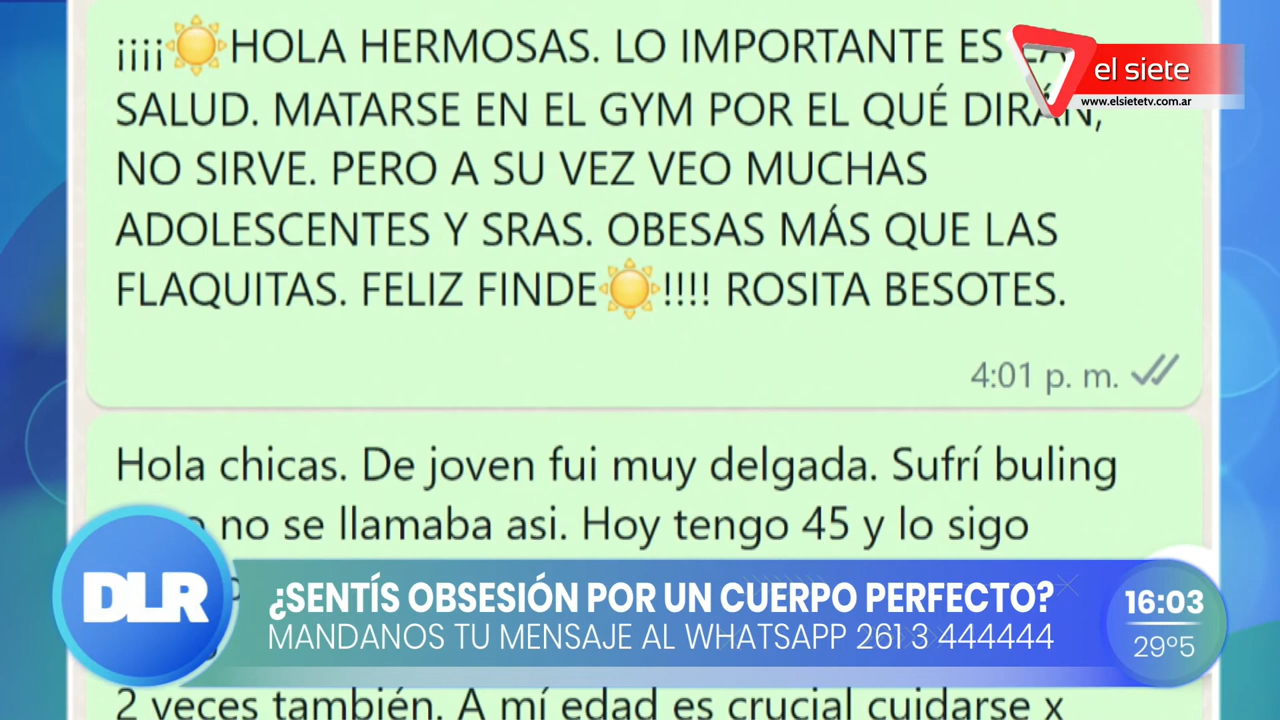 ¡¡¡¡☀️HOLA HERMOSAS. LO IMPORTANTE ES LA
SALUD. MATARSE EN EL GYM POR EL QUÉ DIRÁN,
NO SIRVE. PERO A SU VEZ VEO MUCHAS
ADOLESCENTES Y SRAS. OBESAS MÁS QUE LAS
FLAQUITAS. FELIZ FINDE☀️!!!! ROSITA BESOTES.
4:01 p. m.
el siete
www.elsietetv.com.ar
Hola chicas. De joven fui muy delgada. Sufrí buling
no se llamaba asi. Hoy tengo 45 y lo sigo
DLR
¿SENTÍS OBSESIÓN POR UN CUERPO PERFECTO?
MANDANOS TU MENSAJE AL WHATSAPP 261 3 444444
16:03
29º5
2 veces también. A mí edad es crucial cuidarse x